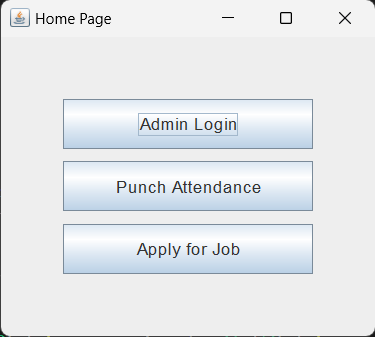 Home Page
Admin Login
Punch Attendance
Apply for Job